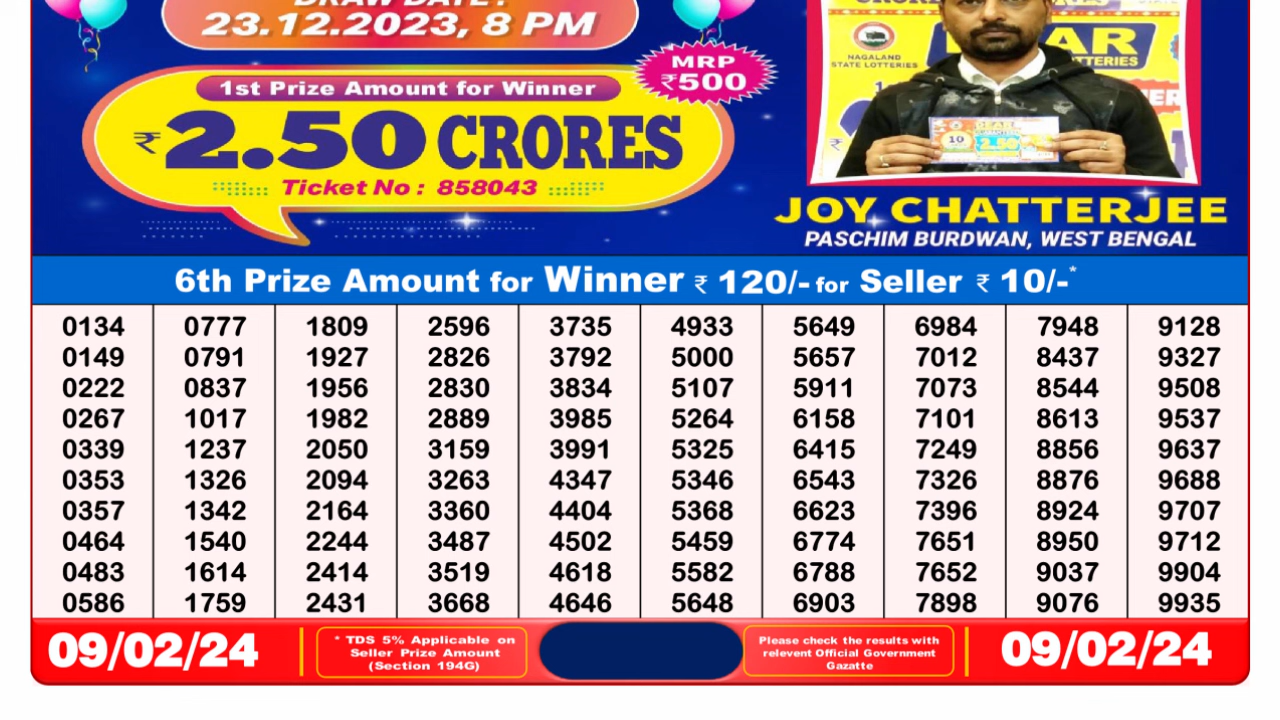 DRAW DATE :
23.12.2023, 8 PM
MRP
₹500
1st Prize Amount for Winner
₹2.50 CRORES
Ticket No : 858043
NAGALAND
STATE LOTTERIES
LOTTERIES
10
2.50
JOY CHATTERJEE
PASCHIM BURDWAN, WEST BENGAL
6th Prize Amount for Winner ₹ 120/- for Seller ₹ 10/-*
0134 0777 1809 2596 3735 4933 5649 6984 7948 9128
0149 0791 1927 2826 3792 5000 5657 7012 8437 9327
0222 0837 1956 2830 3834 5107 5911 7073 8544 9508
0267 1017 1982 2889 3985 5264 6158 7101 8613 9537
0339 1237 2050 3159 3991 5325 6415 7249 8856 9637
0353 1326 2094 3263 4347 5346 6543 7326 8876 9688
0357 1342 2164 3360 4404 5368 6623 7396 8924 9707
0464 1540 2244 3487 4502 5459 6774 7651 8950 9712
0483 1614 2414 3519 4618 5582 6788 7652 9037 9904
0586 1759 2431 3668 4646 5648 6903 7898 9076 9935
09/02/24
* TDS 5% Applicable on
Seller Prize Amount
(Section 194G)
Please check the results with
relevent Official Government
Gazatte
09/02/24